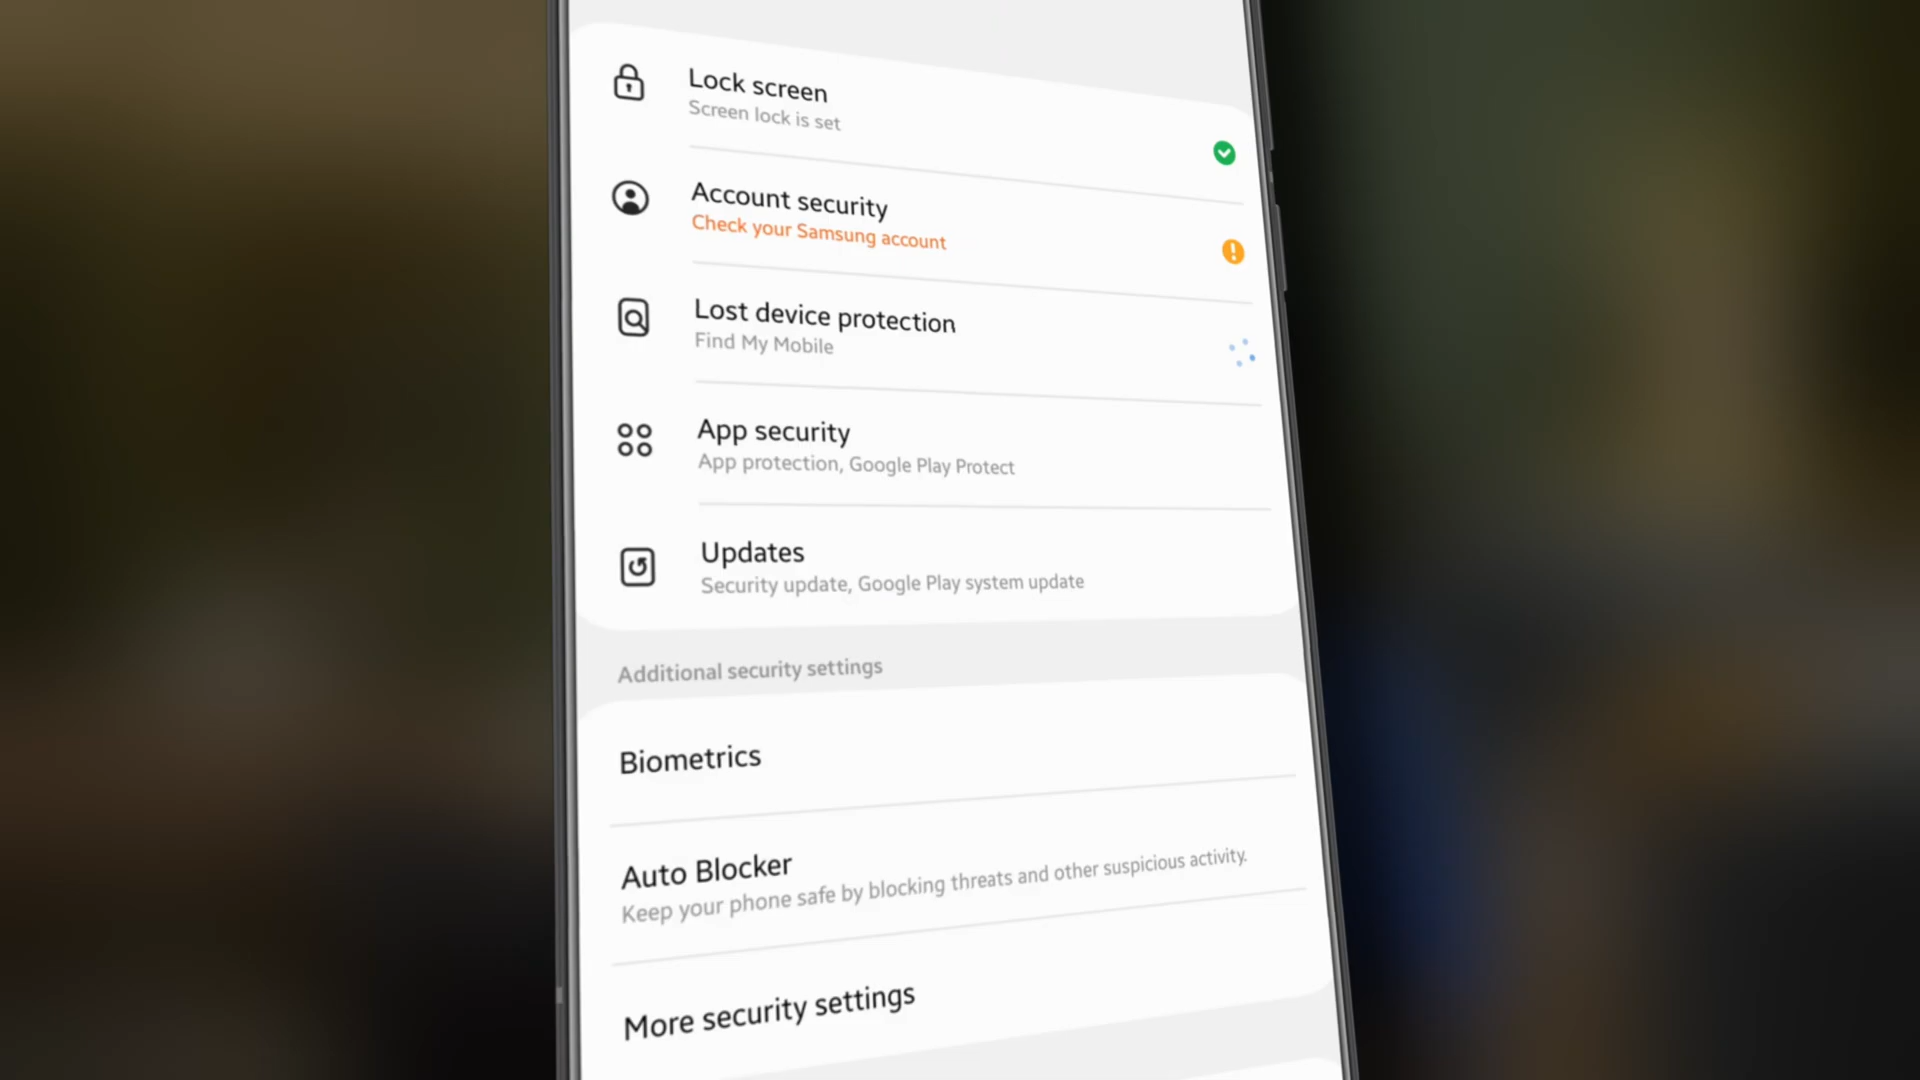 Lock screen
Screen lock is set
Account security
Check your Samsung account
Lost device protection
Find My Mobile
App security
App protection, Google Play Protect
Updates
Security update, Google Play system update
Additional security settings
Biometrics
Auto Blocker
Keep your phone safe by blocking threats and other suspicious activity.
More security settings